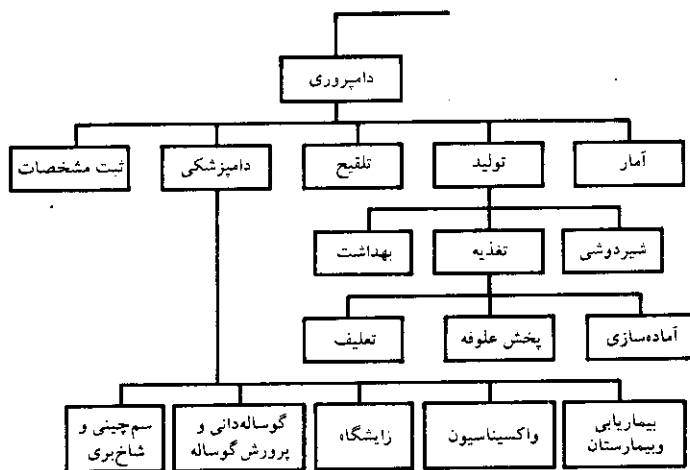 دامپروری
آمار
تولید
تلقیح
دامپزشکی
ثبت مشخصات
شیردوشی
تغذیه
بهداشت
آماده‌سازی
پخش علوفه
تعلیف
بیماریابی
وبیمارستان
واکسیناسیون
زایشگاه
گوساله‌دانی و
پرورش گوساله
سم‌چینی و
شاخ‌بری